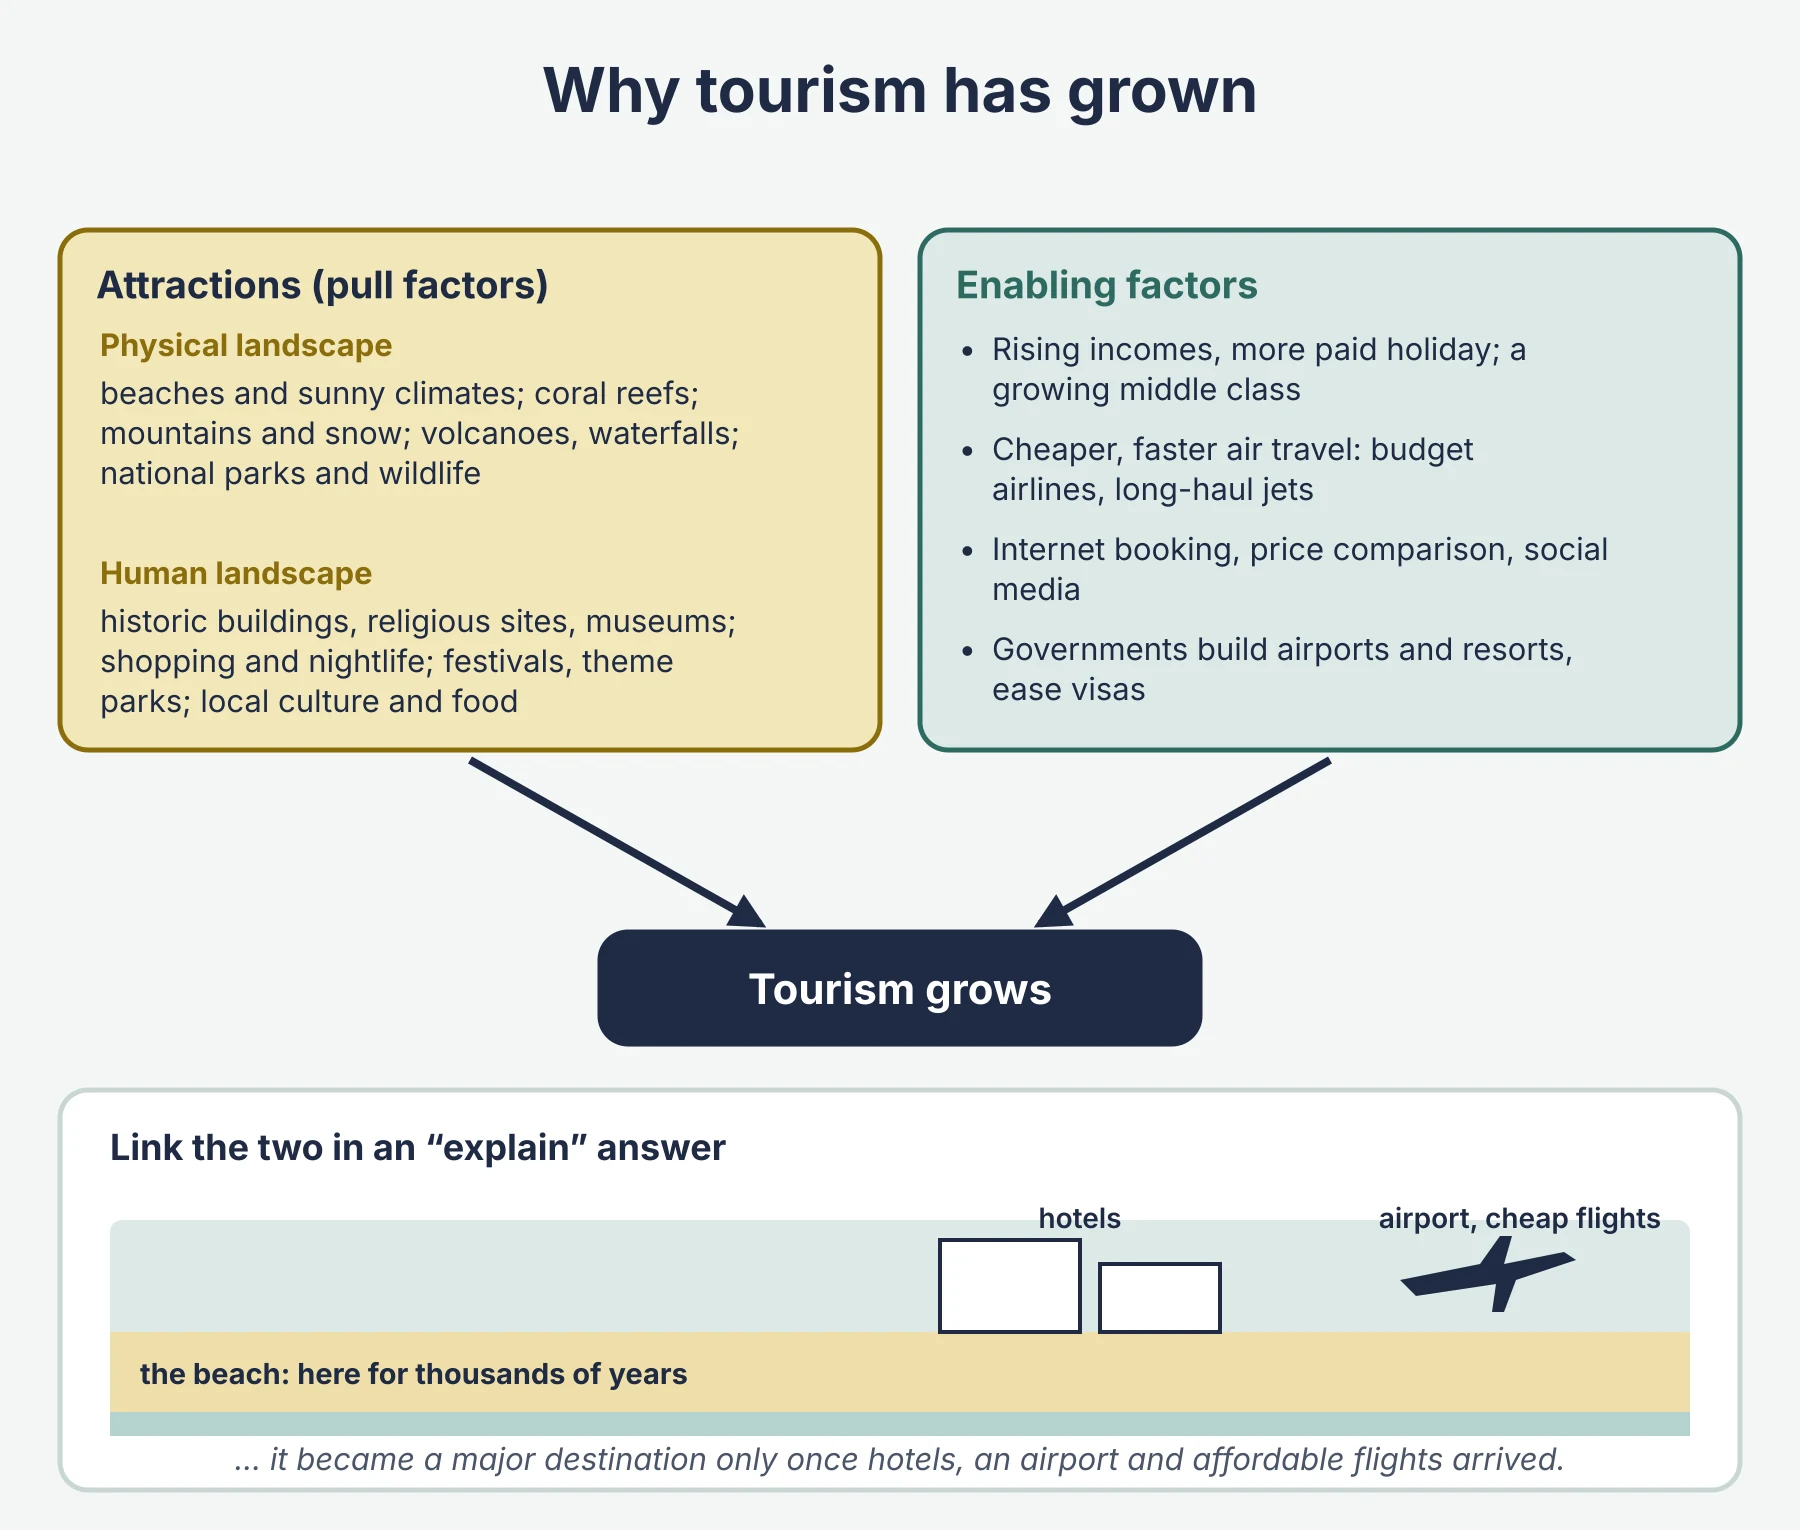 Why tourism has grown
Attractions (pull factors)
Physical landscape
beaches and sunny climates; coral reefs;
mountains and snow; volcanoes, waterfalls;
national parks and wildlife
Human landscape
historic buildings, religious sites, museums;
shopping and nightlife; festivals, theme
parks; local culture and food
Enabling factors
• Rising incomes, more paid holiday; a
growing middle class
• Cheaper, faster air travel: budget
airlines, long-haul jets
• Internet booking, price comparison, social
media
• Governments build airports and resorts,
ease visas
Tourism grows
Link the two in an “explain” answer
hotels
airport, cheap flights
the beach: here for thousands of years
... it became a major destination only once hotels, an airport and affordable flights arrived.